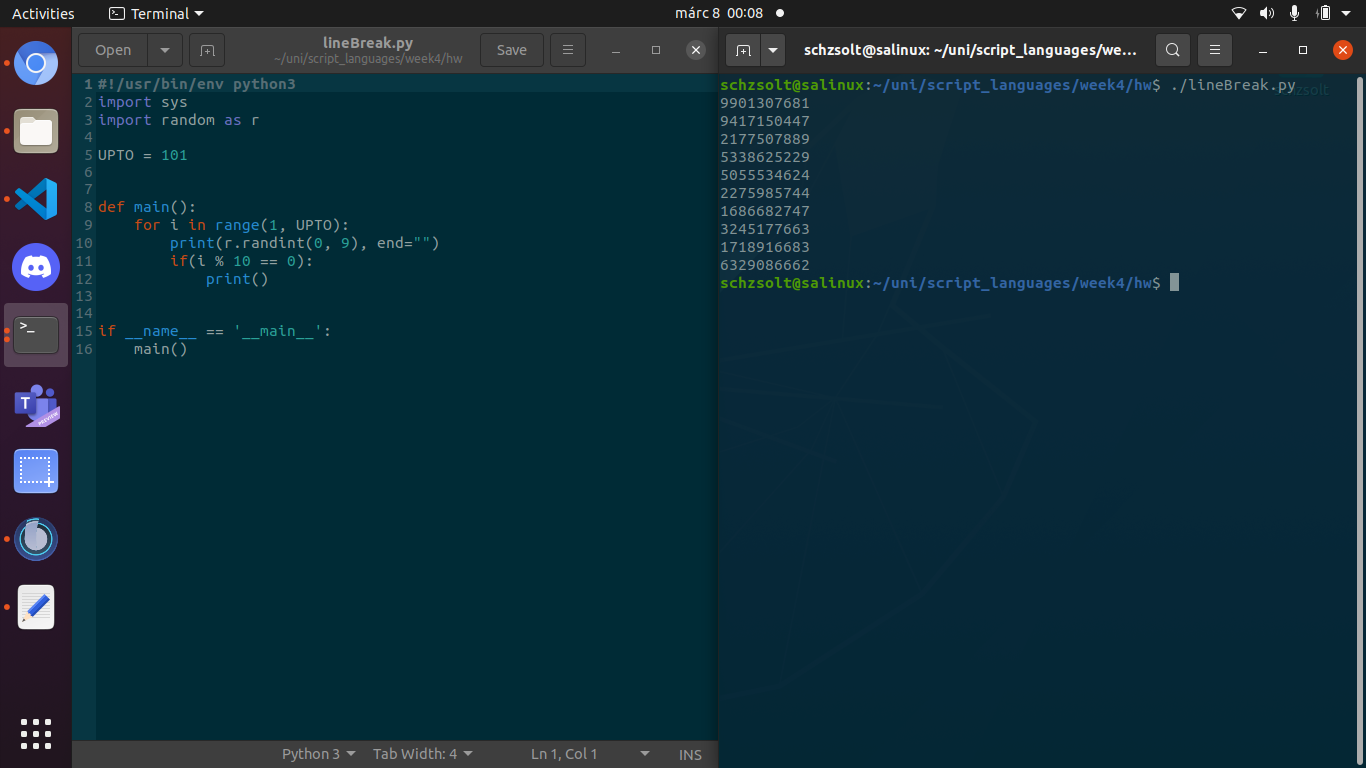 Activities
Terminal
márc 8 00:08
Open
lineBreak.py
~/uni/script_languages/week4/hw
Save
1 #!/usr/bin/env python3
2 import sys
3 import random as r
4
5 UPTO = 101
6
7
8 def main():
9     for i in range(1, UPTO):
10         print(r.randint(0, 9), end="")
11         if(i % 10 == 0):
12             print()
13
14
15 if __name__ == '__main__':
16     main()
Python 3
Tab Width: 4
Ln 1, Col 1
INS
schzsolt@salinux: ~/uni/script_languages/we...
schzsolt@salinux:~/uni/script_languages/week4/hw$ ./lineBreak.py
9901307681
9417150447
2177507889
5338625229
5055534624
2275985744
1686682747
3245177663
1718916683
6329086662
schzsolt@salinux:~/uni/script_languages/week4/hw$
T
PREVIEW
>_